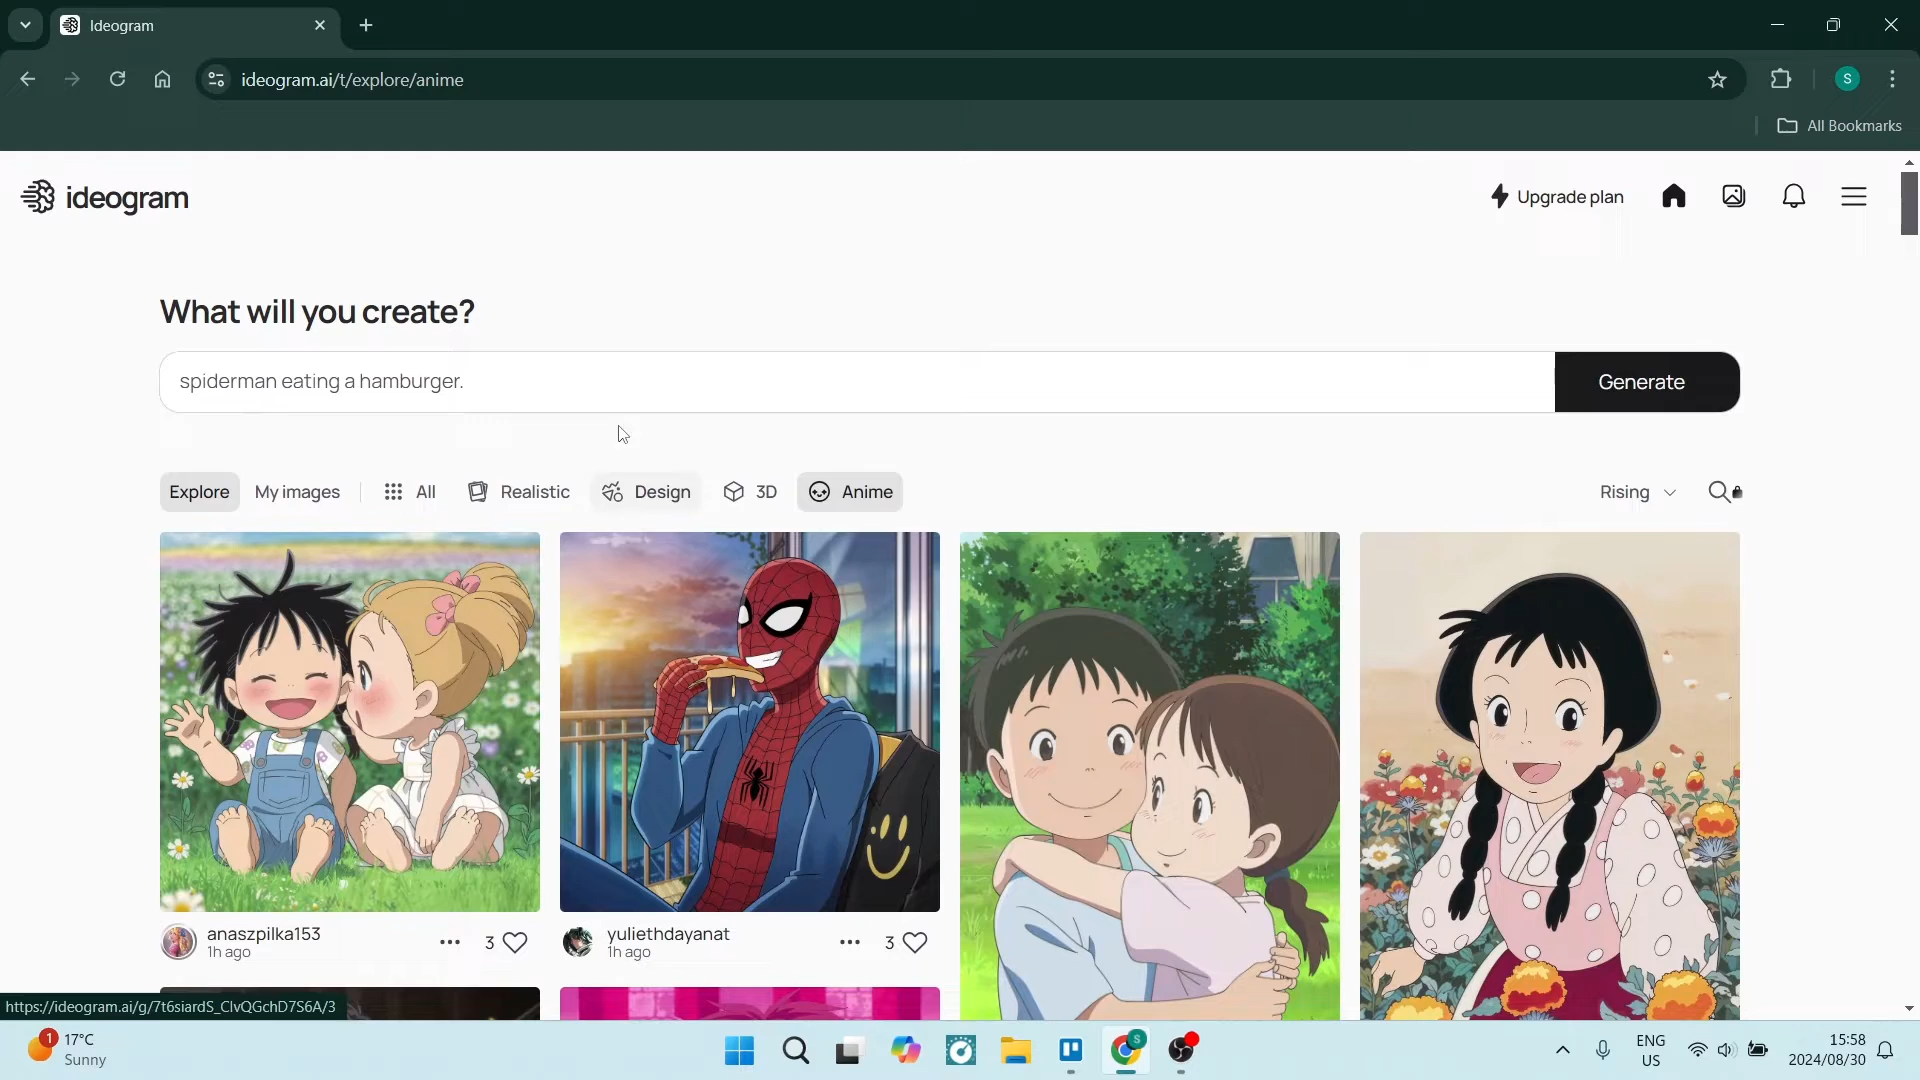 Ideogram
ideogram.ai/t/explore/anime
S
All Bookmarks
ideogram
Upgrade plan
What will you create?
spiderman eating a hamburger.
Generate
Explore
My images
All
Realistic
Design
3D
Anime
Rising
anaszpilka153
1h ago
3
yuliethdayanat
1h ago
3
https://ideogram.ai/g/7t6siardS_ClvQGchD7S6A/3
1
17°C
Sunny
S
ENG
US
15:58
2024/08/30